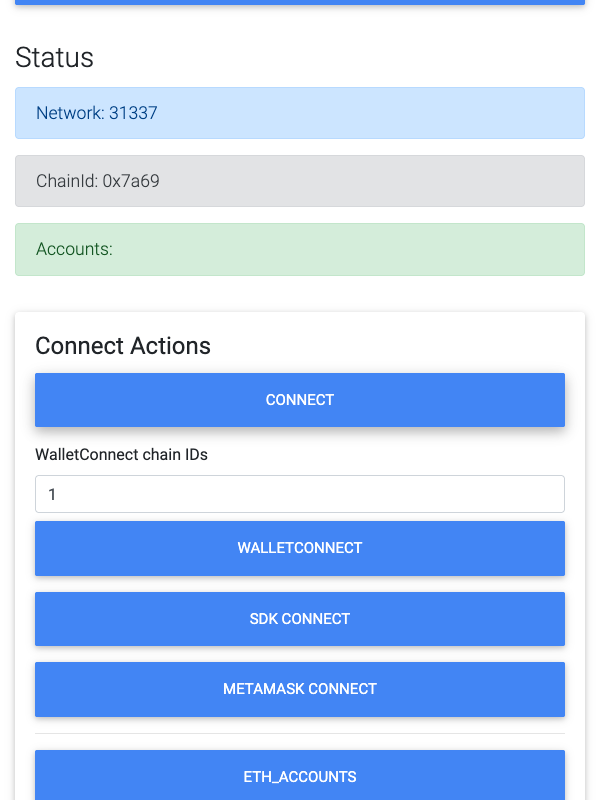 Status
Network: 31337
ChainId: 0x7a69
Accounts:
Connect Actions
CONNECT
WalletConnect chain IDs
1
WALLETCONNECT
SDK CONNECT
METAMASK CONNECT
ETH_ACCOUNTS